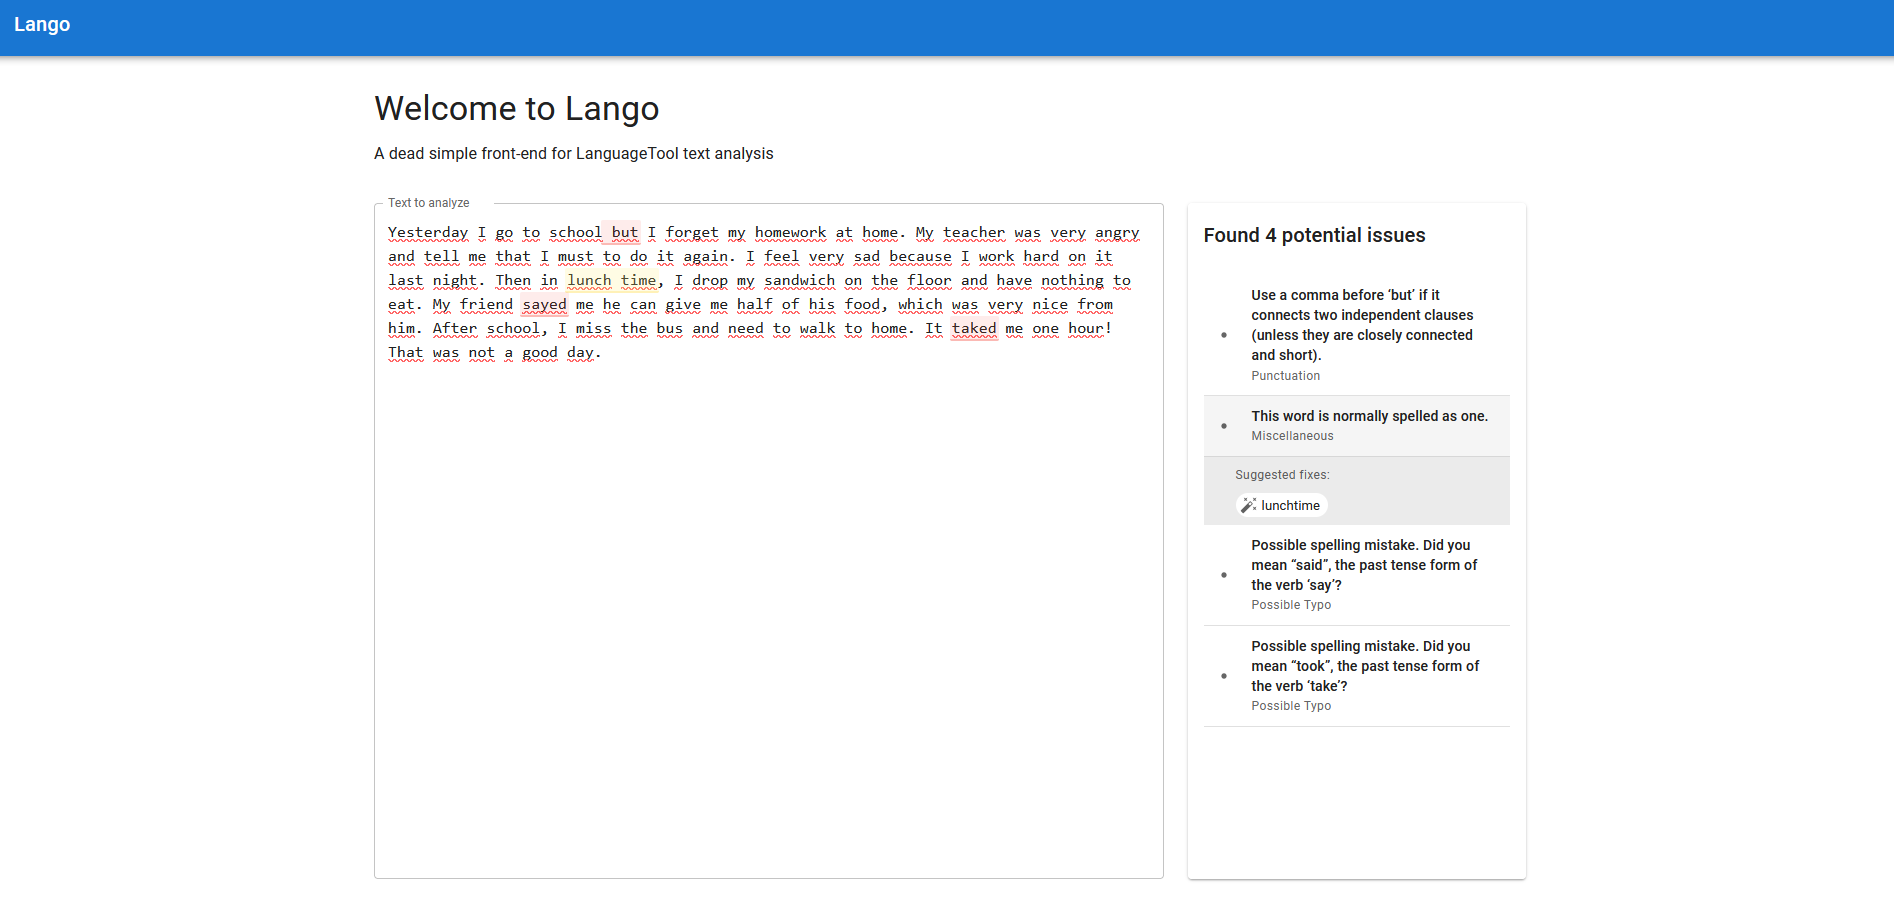 Lango
Welcome to Lango
A dead simple front-end for LanguageTool text analysis
Text to analyze
Yesterday I go to school but I forget my homework at home. My teacher was very angry
and tell me that I must to do it again. I feel very sad because I work hard on it
last night. Then in lunch time, I drop my sandwich on the floor and have nothing to
eat. My friend sayed me he can give me half of his food, which was very nice from
him. After school, I miss the bus and need to walk to home. It taked me one hour!
That was not a good day.
Found 4 potential issues
Use a comma before ‘but’ if it
connects two independent clauses
(unless they are closely connected
and short).
Punctuation
This word is normally spelled as one.
Miscellaneous
Suggested fixes:
lunchtime
Possible spelling mistake. Did you
mean “said”, the past tense form of
the verb ‘say’?
Possible Typo
Possible spelling mistake. Did you
mean “took”, the past tense form of
the verb ‘take’?
Possible Typo